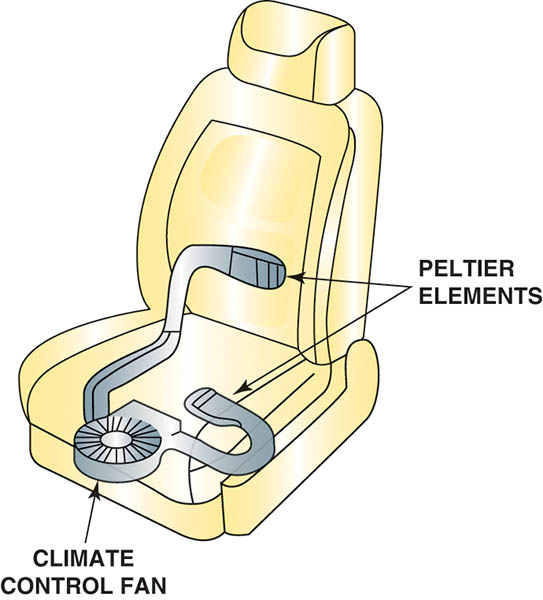 PELTIER
ELEMENTS
CLIMATE
CONTROL FAN